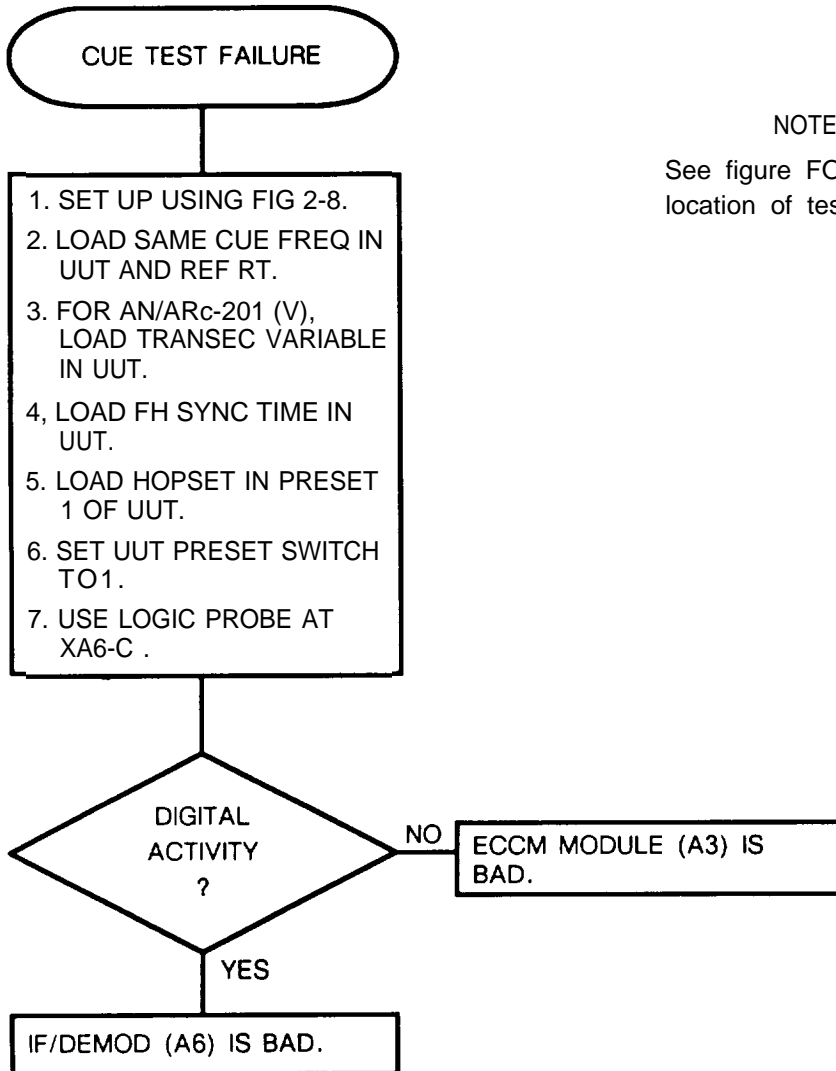 CUE TEST FAILURE
NOTE
See figure
location of
1. SET UP USING FIG 2-8.
2. LOAD SAME CUE FREQ IN
UUT AND REF RT.
3. FOR AN/ARc-201 (V),
LOAD TRANSEC VARIABLE
IN UUT.
4, LOAD FH SYNC TIME IN
UUT.
5. LOAD HOPSET IN PRESET
1 OF UUT.
6. SET UUT PRESET SWITCH
TO1.
7. USE LOGIC PROBE AT
XA6-C .
DIGITAL
ACTIVITY
?
NO
ECCM MODULE (A3) IS
BAD.
YES
IF/DEMOD (A6) IS BAD.